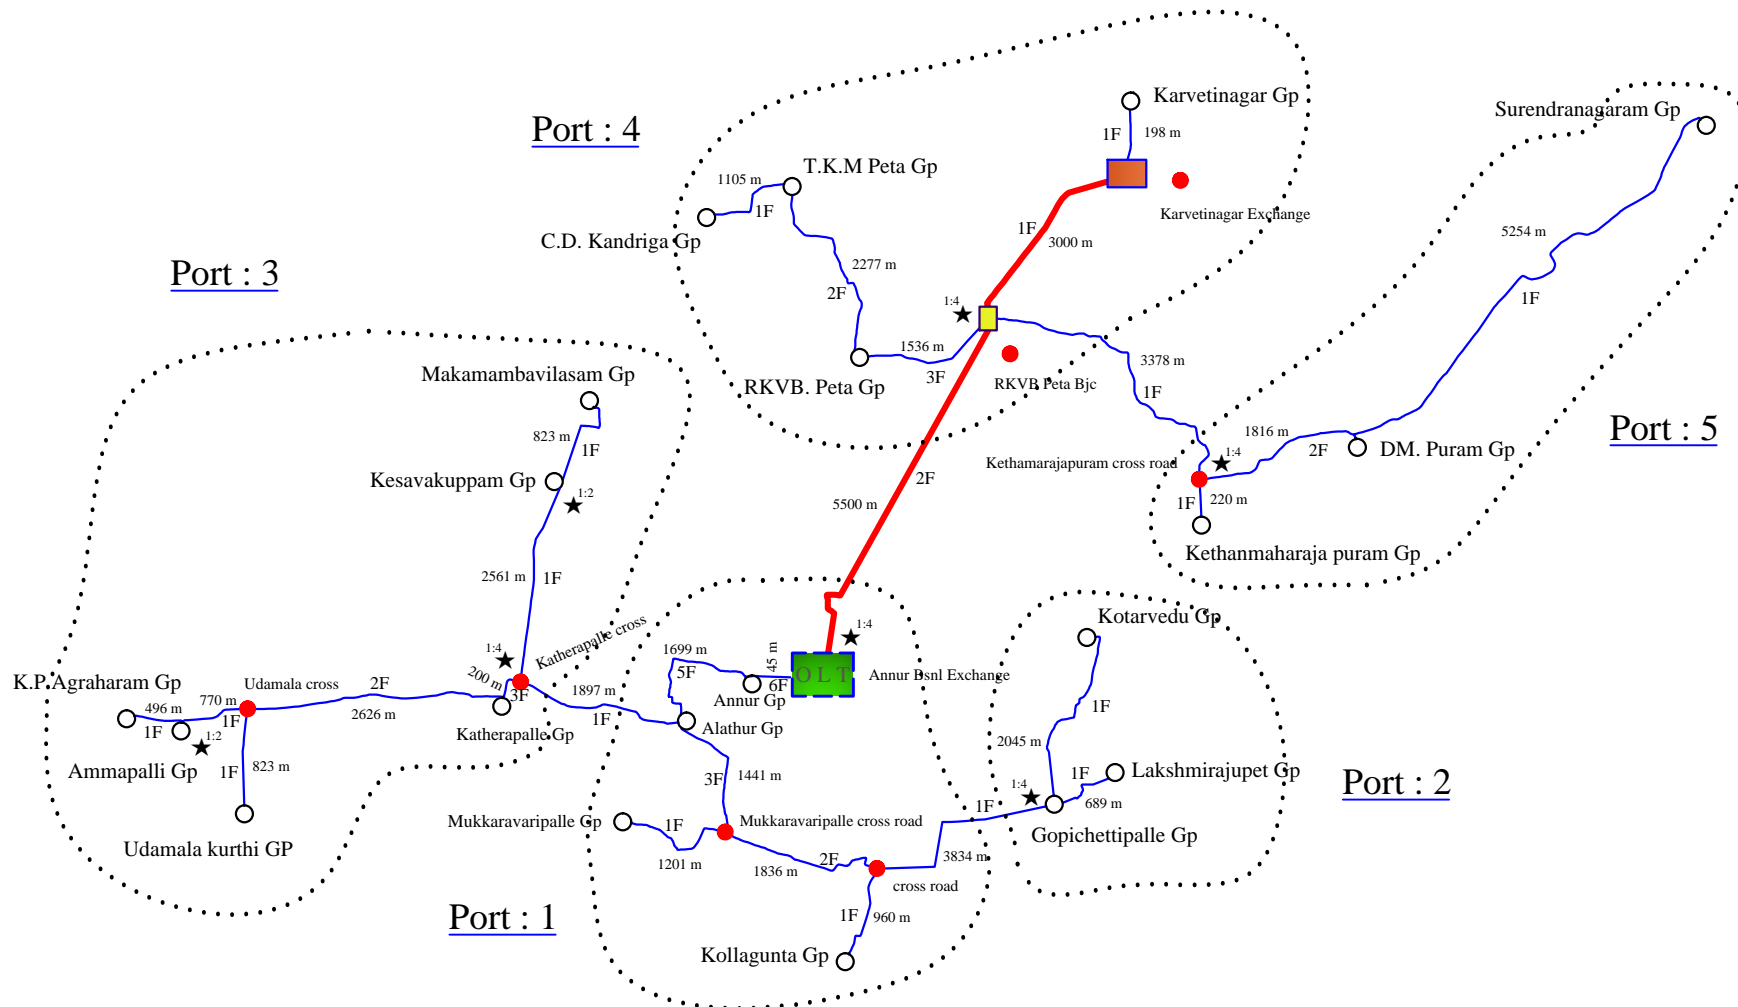 Karvetinagar Gp
1F
198 m
Surendranagaram Gp
Port : 4
T.K.M Peta Gp
1105 m
1F
Karvetinagar Exchange
C.D. Kandriga Gp
1F
3000 m
5254 m
1F
2277 m
2F
Port : 3
1:4
1536 m
3F
3378 m
1F
RKVB. Peta Gp
RKVB Peta Bjc
Makamambavilasam Gp
823 m
1F
Port : 5
1816 m
2F
DM. Puram Gp
Kesavakuppam Gp
1:2
2F
5500 m
Kethamarajapuram cross road
1:4
1F
220 m
Kethanmaharaja puram Gp
2561 m
1F
Kotarvedu Gp
1:4
Katherapalle cross
1:4
1699 m
5F
45 m
6F
O L T
Annur Bsnl Exchange
Annur Gp
K.P.Agraharam Gp
Udamala cross
2F
200 m
3F
1897 m
1F
770 m
496 m
1F
1F
2626 m
Katherapalle Gp
Alathur Gp
1F
2045 m
1:2
Ammapalli Gp
1F
823 m
3F
1441 m
1:4
1F
Lakshmirajupet Gp
689 m
Port : 2
Mukkaravaripalle Gp
1F
Mukkaravaripalle cross road
1F
Gopichettipalle Gp
Udamala kurthi GP
1201 m
1836 m
2F
3834 m
cross road
Port : 1
1F
960 m
Kollagunta Gp